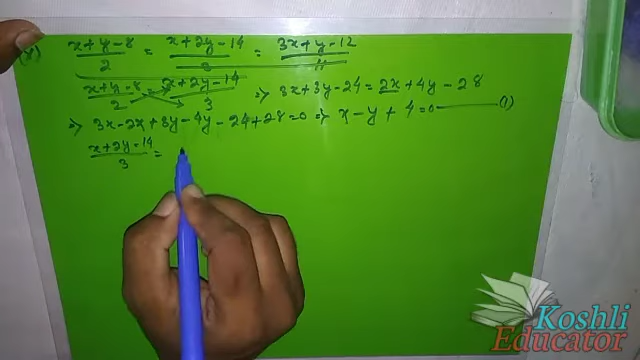 (x) x+y-8/2 = x+2y-14/3 = 3x+y-12/11
x+y-8/2 = x+2y-14/3 ⇒ 3x+3y-24 = 2x+4y-28
⇒ 3x-2x+3y-4y-24+28=0 ⇒ x-y+4=0 (1)
x+2y-14/3 =
Koshli
Educator